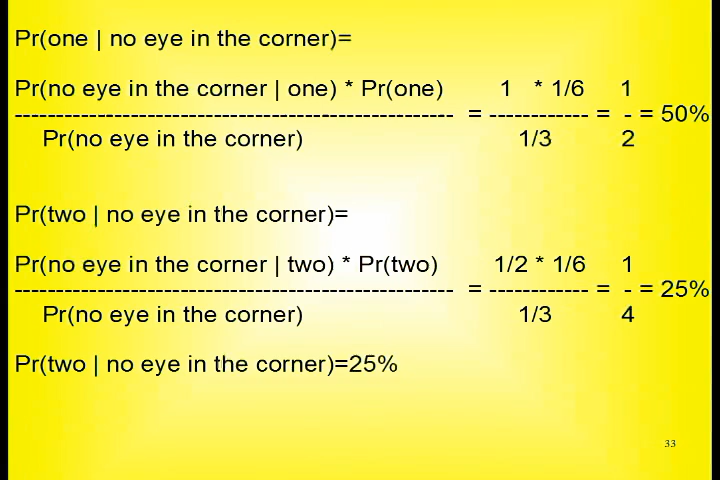 Pr(one | no eye in the corner)=
Pr(no eye in the corner | one) * Pr(one) 1 * 1/6 1
------------------------------------------------------ = ------------ = - = 50%
Pr(no eye in the corner) 1/3 2
Pr(two | no eye in the corner)=
Pr(no eye in the corner | two) * Pr(two) 1/2 * 1/6 1
------------------------------------------------------ = ------------ = - = 25%
Pr(no eye in the corner) 1/3 4
Pr(two | no eye in the corner)=25%
33